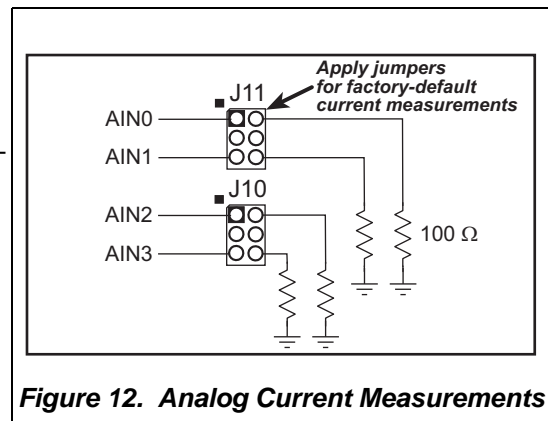 Apply jumpers
for factory-default
current measurements
J11
AIN0
AIN1
J10
AIN2
AIN3
100 Ω
Figure 12. Analog Current Measurements